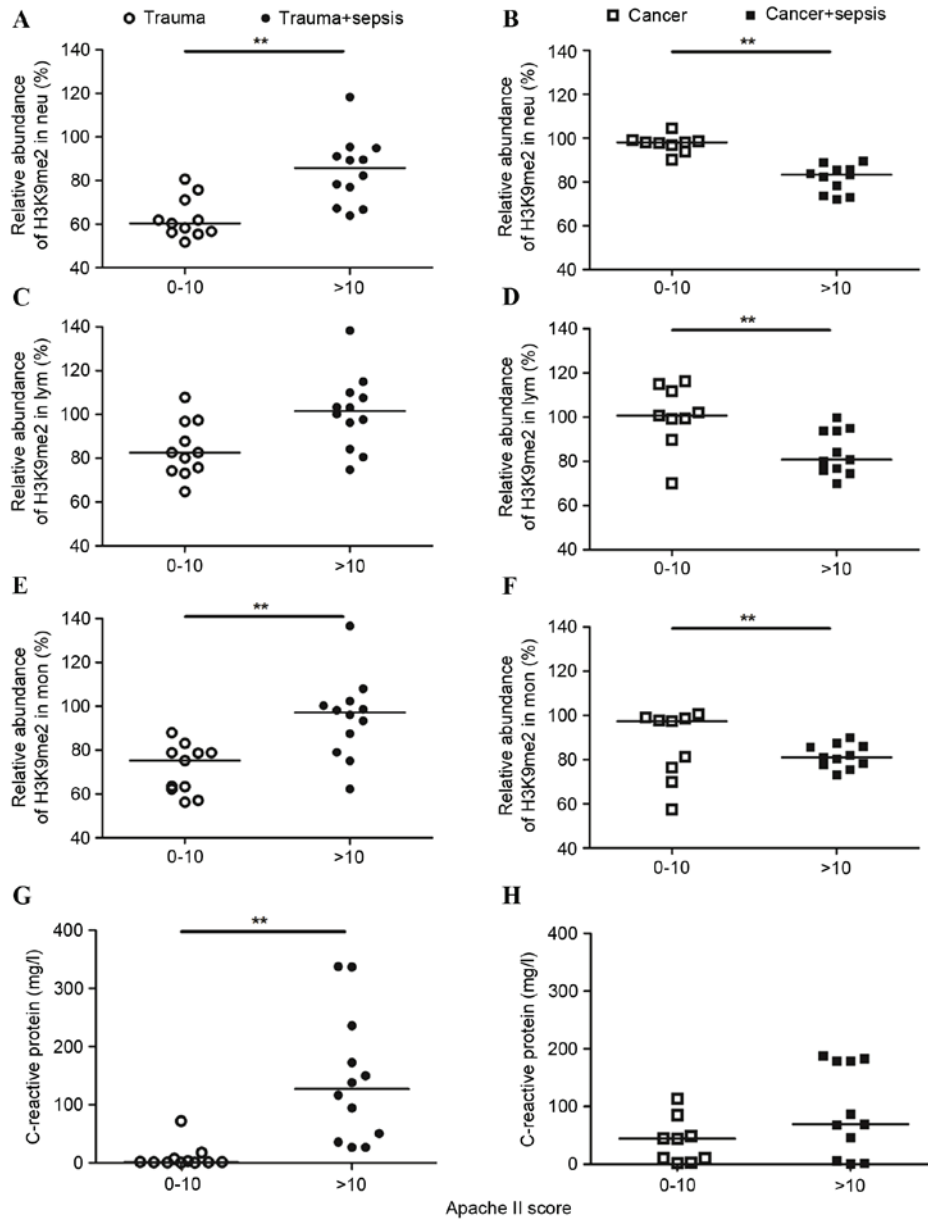 A
Trauma
Trauma+sepsis
**
Relative abundance
of H3K9me2 in neu (%)
140
120
100
80
60
40
0-10
>10
B
Cancer
Cancer+sepsis
**
Relative abundance
of H3K9me2 in neu (%)
140
120
100
80
60
40
0-10
>10
C
Relative abundance
of H3K9me2 in lym (%)
140
120
100
80
60
40
0-10
>10
D
**
Relative abundance
of H3K9me2 in lym (%)
140
120
100
80
60
40
0-10
>10
E
**
Relative abundance
of H3K9me2 in mon (%)
140
120
100
80
60
40
0-10
>10
F
**
Relative abundance
of H3K9me2 in mon (%)
140
120
100
80
60
40
0-10
>10
G
**
C-reactive protein (mg/l)
400
300
200
100
0
0-10
>10
H
C-reactive protein (mg/l)
400
300
200
100
0
0-10
>10
Apache II score